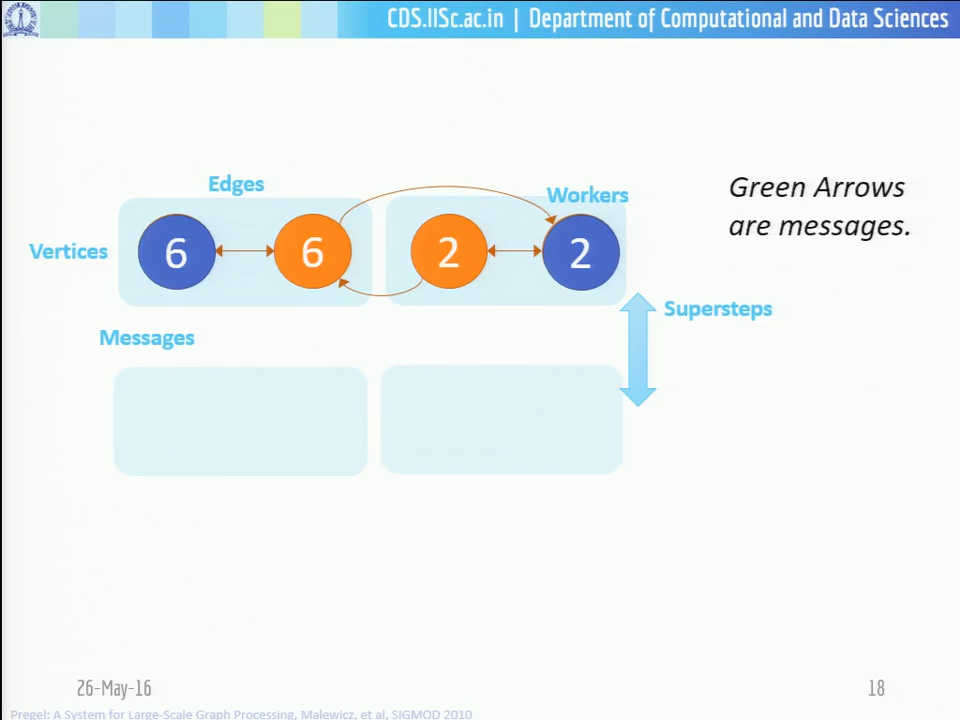 CDS.IISc.ac.in | Department of Computational and Data Sciences
Edges
Workers
Green Arrows
are messages.
Vertices
6
6
2
2
Supersteps
Messages
26-May-16
18
Pregel: A System for Large-Scale Graph Processing, Malewicz, et al, SIGMOD 2010